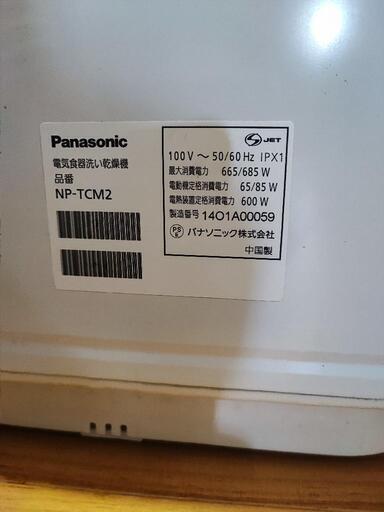 Panasonic
電気食器洗い乾燥機
品番
NP-TCM2
JET
100V～50/60Hz IPX1
最大消費電力 665/685W
電動機定格消費電力 65/85W
電熱装置定格消費電力 600W
製造番号 14O1A00059
PS E パナソニック株式会社
中国製